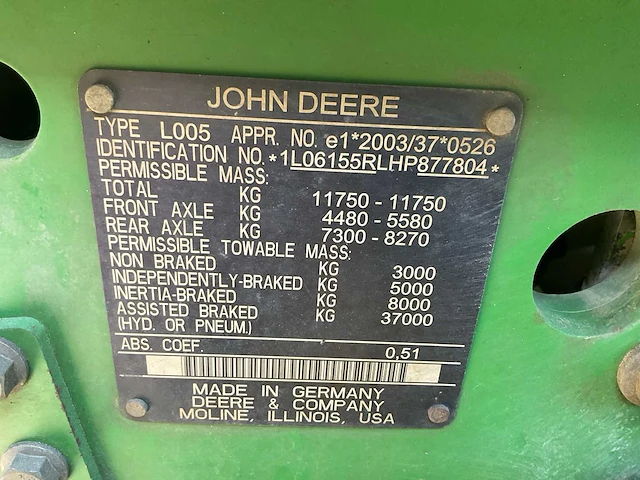 JOHN DEERE
TYPE L005 APPR. NO. e1*2003/37*0526
IDENTIFICATION NO.*1L06155RLHP877804*
PERMISSIBLE MASS:
TOTAL KG 11750 - 11750
FRONT AXLE KG 4480 - 5580
REAR AXLE KG 7300 - 8270
PERMISSIBLE TOWABLE MASS:
NON BRAKED KG 3000
INDEPENDENTLY-BRAKED KG 5000
INERTIA-BRAKED KG 8000
ASSISTED BRAKED KG 37000
(HYD. OR PNEUM.)
ABS. COEF. 0,51
MADE IN GERMANY
DEERE & COMPANY
MOLINE, ILLINOIS, USA